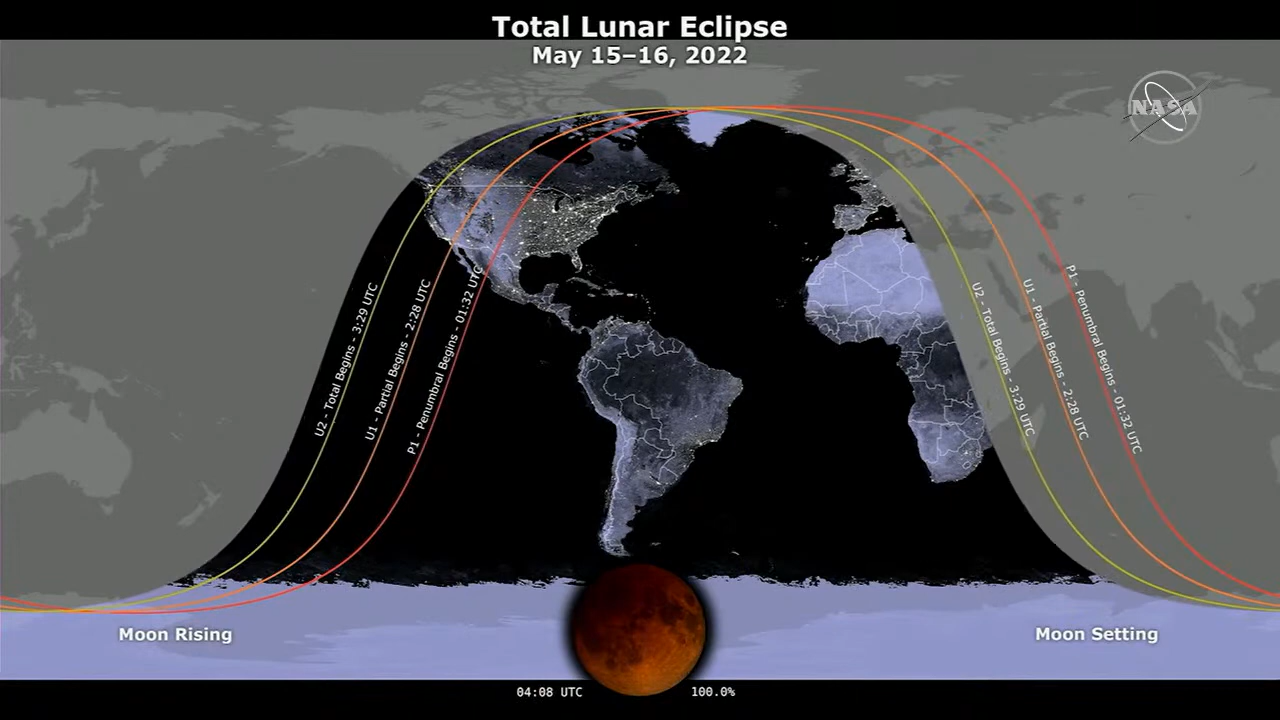 Total Lunar Eclipse
May 15–16, 2022
NASA
U2 - Total Begins - 3:29 UTC
U1 - Partial Begins - 2:28 UTC
P1 - Penumbral Begins - 01:32 UTC
U2 - Total Begins - 3:29 UTC
U1 - Partial Begins - 2:28 UTC
P1 - Penumbral Begins - 01:32 UTC
Moon Rising
Moon Setting
04:08 UTC
100.0%